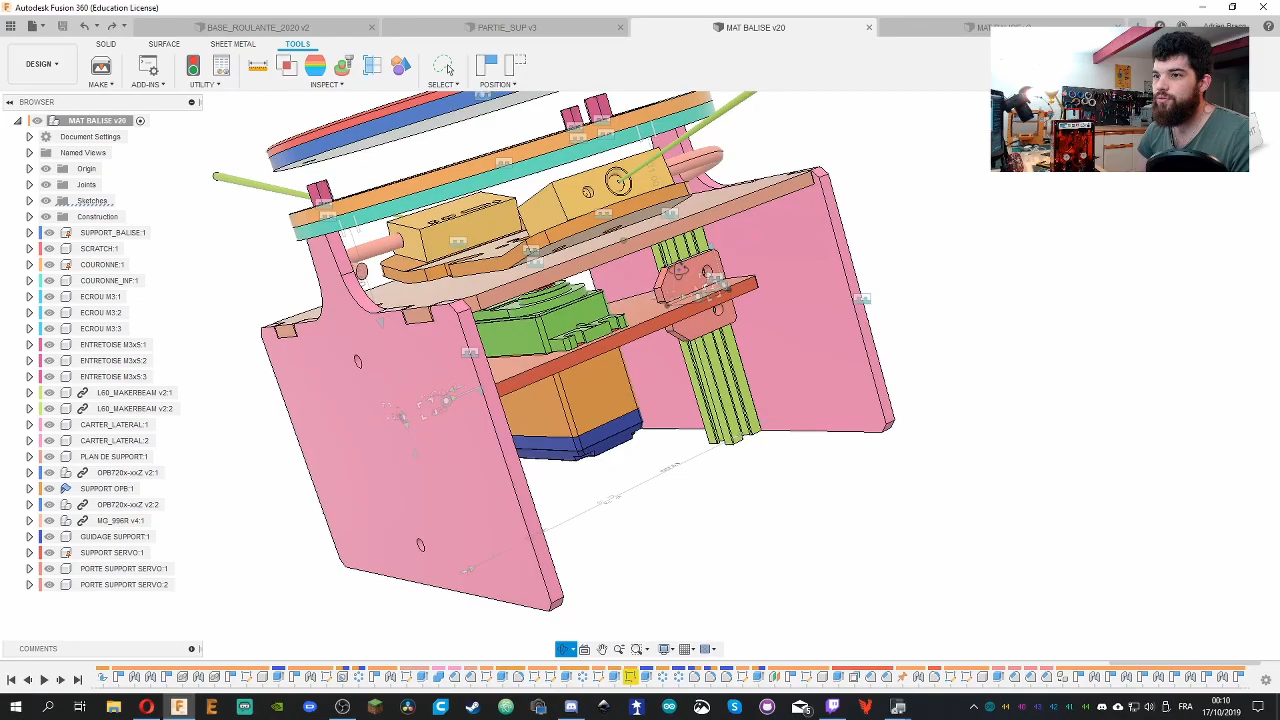 Autodesk Fusion 360 (Education License)
BASE_ROULANTE_2020 v2
PARTIE_SUP v3
MAT BALISE v20
DESIGN
SOLID
SURFACE
SHEET METAL
TOOLS
MAKE
ADD-INS
UTILITY
INSPECT
SELECT
POSITION
BROWSER
MAT BALISE v20
Document Settings
Named Views
Origin
Joints
Sketches
Construction
SUPPORT_BALISE:1
SCRATCH:1
COURONNE:1
COURONNE_INF:1
ECROU M3:1
ECROU M3:2
ECROU M3:3
ENTRETOISE M3x5:1
ENTRETOISE M3x5:2
ENTRETOISE M3x5:3
L60_MAKERBEAM v2:1
L60_MAKERBEAM v2:2
CARTER_LATERAL:1
CARTER_LATERAL:2
PLAN DE SUPPORT:1
OPB720x-xxZ v2:1
SUPPORT OPB:1
OPB720x-xxZ v2:2
MG_996R v4:1
GUIDAGE SUPPORT:1
SUPPORT SERVO:1
PORTE SUPPORT SERVO:1
PORTE SUPPORT SERVO:2
COMMENTS
FR
00:10
17/10/2019